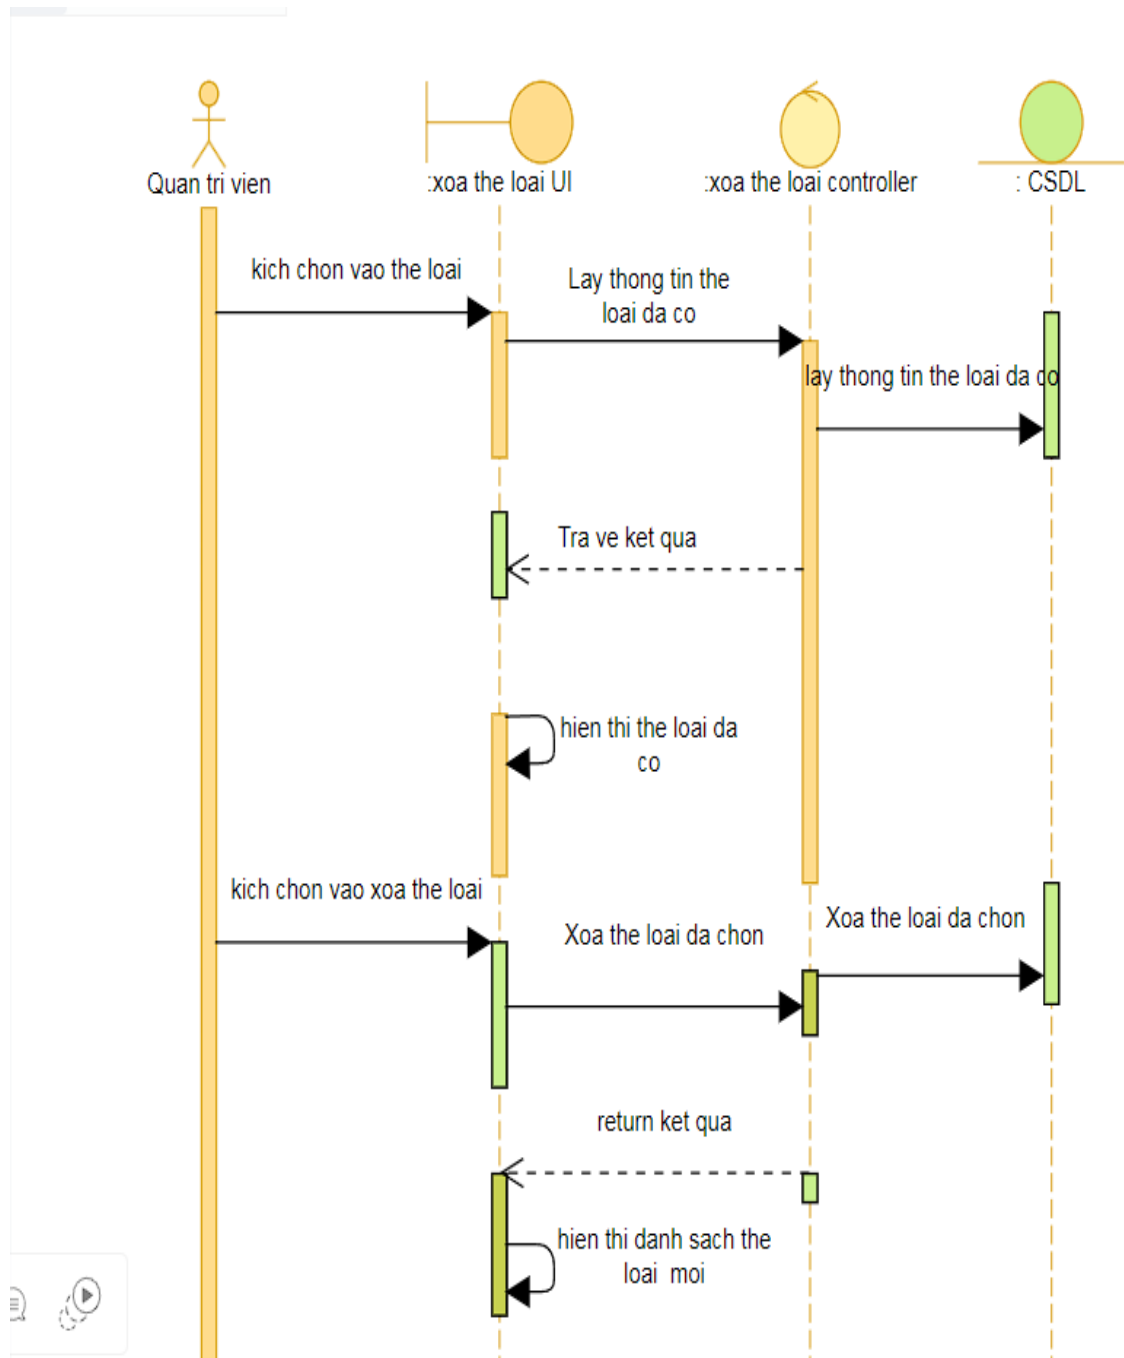 Quan tri vien
:xoa the loai UI
:xoa the loai controller
: CSDL
kich chon vao the loai
Lay thong tin the
loai da co
lay thong tin the loai da co
Tra ve ket qua
hien thi the loai da
co
kich chon vao xoa the loai
Xoa the loai da chon
Xoa the loai da chon
return ket qua
hien thi danh sach the
loai moi